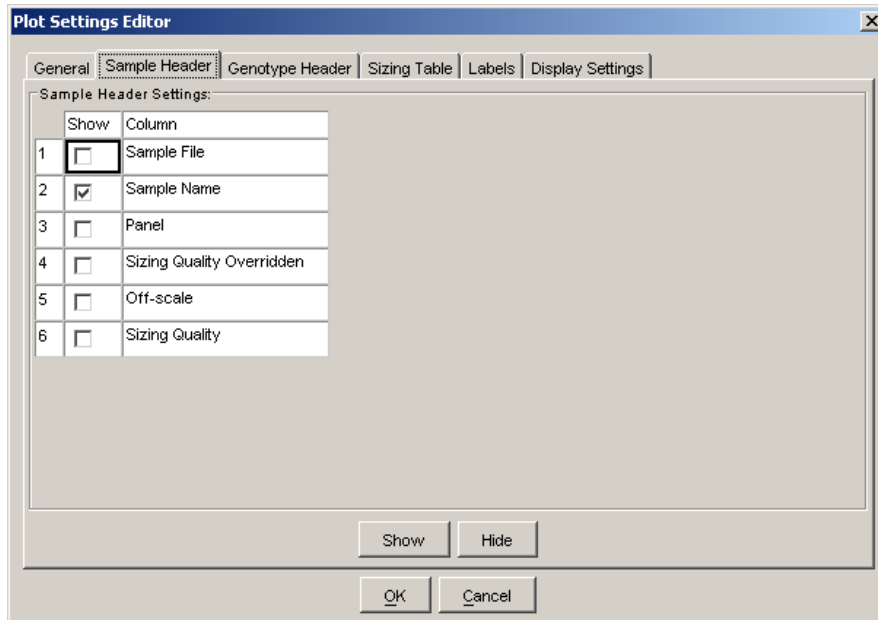 Plot Settings Editor
General Sample Header Genotype Header Sizing Table Labels Display Settings
Sample Header Settings:
Show Column
1 Sample File
2 Sample Name
3 Panel
4 Sizing Quality Overridden
5 Off-scale
6 Sizing Quality
Show Hide
OK Cancel